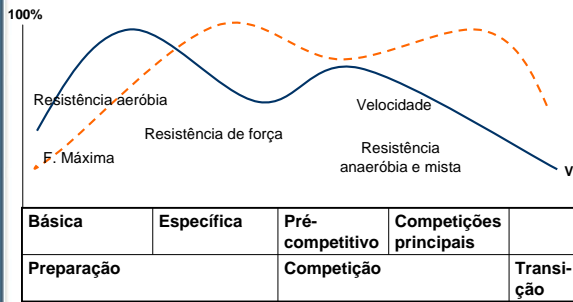 100%
Resistência aeróbia
Velocidade
Resistência de força
Resistência
anaeróbia e mista
F. Máxima
V
Básica
Específica
Pré-
competitivo
Competições
principais
Preparação
Competição
Transi-
ção